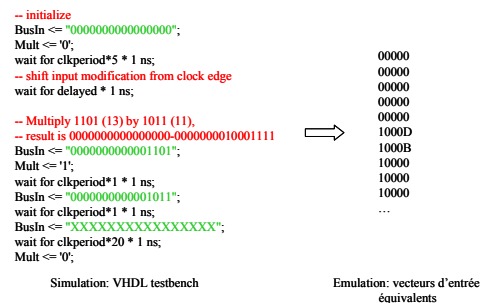 -- initialize
BusIn <= "0000000000000000";
Mult <= '0';
wait for clkperiod*5 * 1 ns;
-- shift input modification from clock edge
wait for delayed * 1 ns;
-- Multiply 1101 (13) by 1011 (11),
-- result is 0000000000000000-0000000010001111
BusIn <= "0000000000001101";
Mult <= '1';
wait for clkperiod*1 * 1 ns;
BusIn <= "0000000000001011";
wait for clkperiod*1 * 1 ns;
BusIn <= "XXXXXXXXXXXXXXXX";
wait for clkperiod*20 * 1 ns;
Mult <= '0';
00000
00000
00000
00000
00000
1000D
1000B
10000
10000
10000
…
Simulation: VHDL testbench
Emulation: vecteurs d'entrée
équivalents